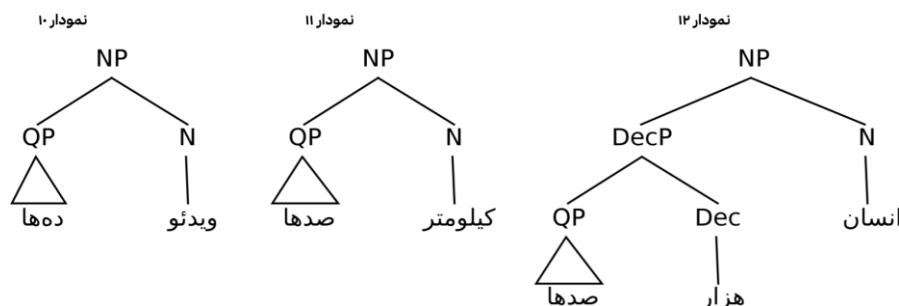 نمودار ۱۲ نمودار ۱۱ نمودار ۱۰
NP NP NP
QP N QP N DecP N
ده‌ها ویدئو صدها کیلومتر QP Dec انسان
صدها هزار